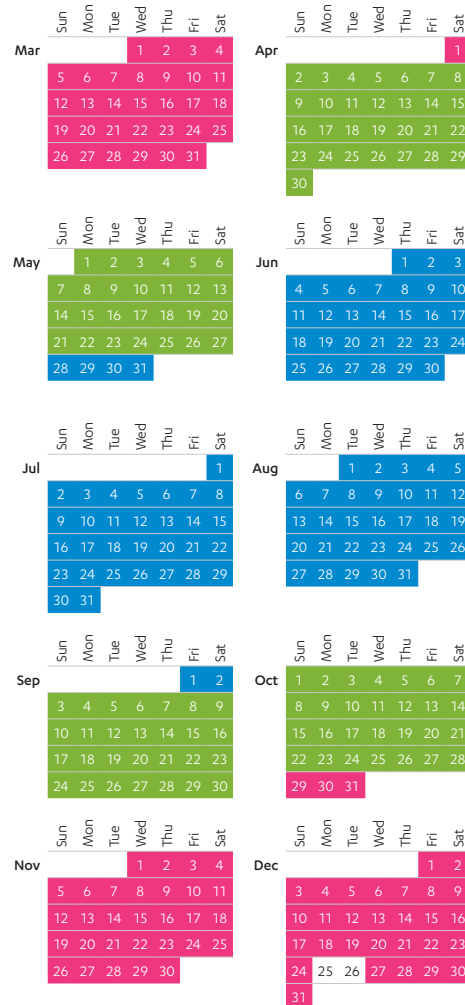 Sun Mon Tue Wed Thu Fri Sat
Mar 1 2 3 4
5 6 7 8 9 10 11
12 13 14 15 16 17 18
19 20 21 22 23 24 25
26 27 28 29 30 31
Sun Mon Tue Wed Thu Fri Sat
Apr 1
2 3 4 5 6 7 8
9 10 11 12 13 14 15
16 17 18 19 20 21 22
23 24 25 26 27 28 29
30
Sun Mon Tue Wed Thu Fri Sat
May 1 2 3 4 5 6
7 8 9 10 11 12 13
14 15 16 17 18 19 20
21 22 23 24 25 26 27
28 29 30 31
Sun Mon Tue Wed Thu Fri Sat
Jun 1 2 3
4 5 6 7 8 9 10
11 12 13 14 15 16 17
18 19 20 21 22 23 24
25 26 27 28 29 30
Sun Mon Tue Wed Thu Fri Sat
Jul 1
2 3 4 5 6 7 8
9 10 11 12 13 14 15
16 17 18 19 20 21 22
23 24 25 26 27 28 29
30 31
Sun Mon Tue Wed Thu Fri Sat
Aug 1 2 3 4 5
6 7 8 9 10 11 12
13 14 15 16 17 18 19
20 21 22 23 24 25 26
27 28 29 30 31
Sun Mon Tue Wed Thu Fri Sat
Sep 1 2
3 4 5 6 7 8 9
10 11 12 13 14 15 16
17 18 19 20 21 22 23
24 25 26 27 28 29 30
Sun Mon Tue Wed Thu Fri Sat
Oct 1 2 3 4 5 6 7
8 9 10 11 12 13 14
15 16 17 18 19 20 21
22 23 24 25 26 27 28
29 30 31
Sun Mon Tue Wed Thu Fri Sat
Nov 1 2 3 4
5 6 7 8 9 10 11
12 13 14 15 16 17 18
19 20 21 22 23 24 25
26 27 28 29 30
Sun Mon Tue Wed Thu Fri Sat
Dec 1 2
3 4 5 6 7 8 9
10 11 12 13 14 15 16
17 18 19 20 21 22 23
24 25 26 27 28 29 30
31